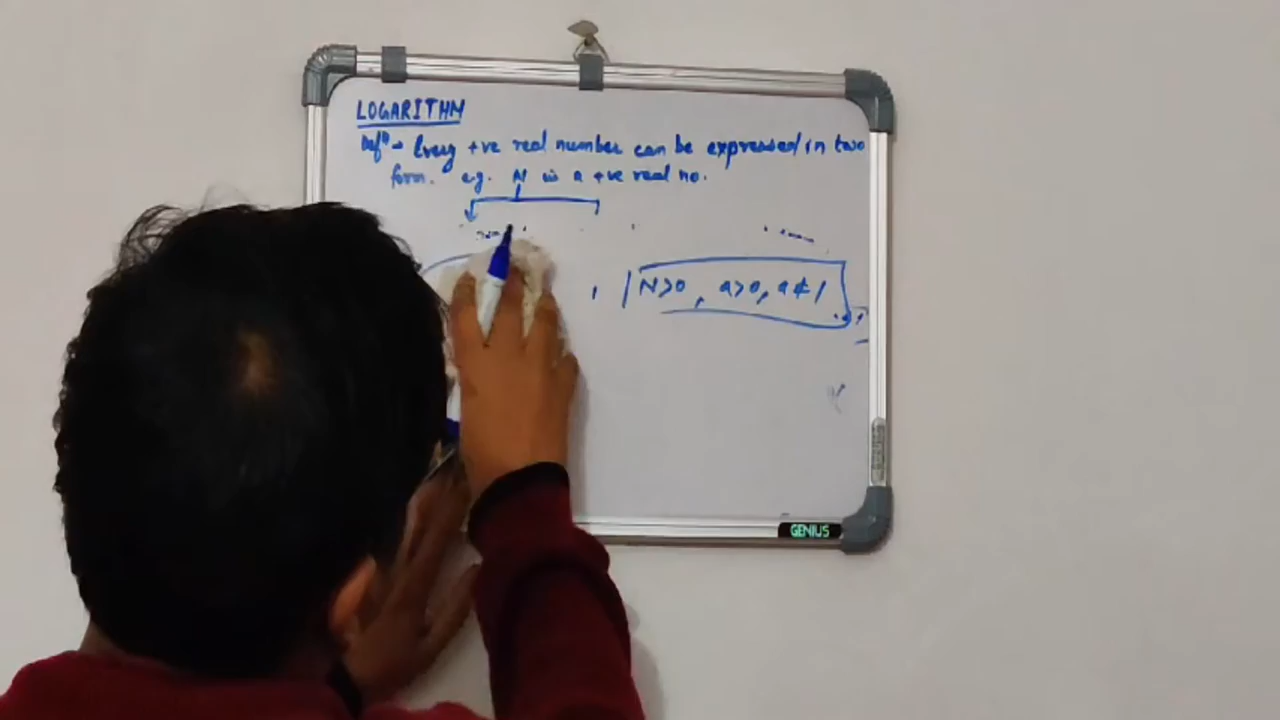 LOGARITHM
Defⁿ → Every +ve real number can be expressed in two
form. e.g. N is a +ve real no.
, | N>0, a>0, a≠1
GENIUS